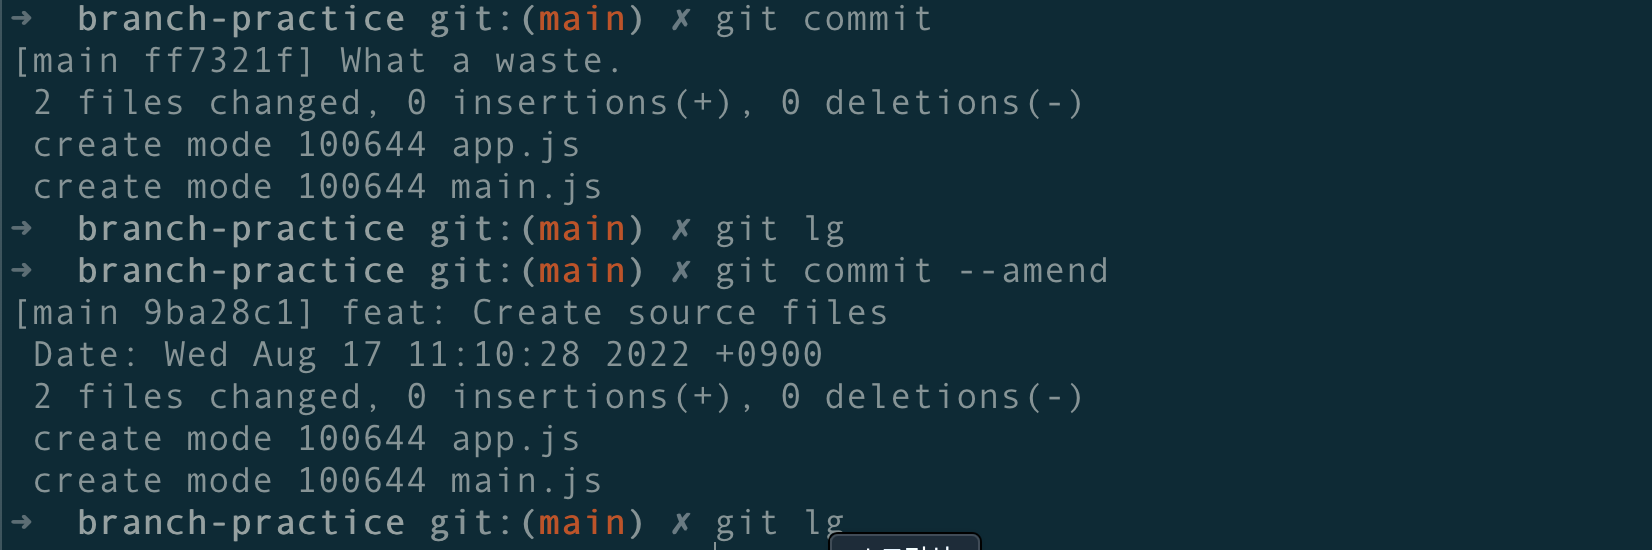 ➜ branch-practice git:(main) ✗ git commit
[main ff7321f] What a waste.
2 files changed, 0 insertions(+), 0 deletions(-)
create mode 100644 app.js
create mode 100644 main.js
➜ branch-practice git:(main) ✗ git lg
➜ branch-practice git:(main) ✗ git commit --amend
[main 9ba28c1] feat: Create source files
Date: Wed Aug 17 11:10:28 2022 +0900
2 files changed, 0 insertions(+), 0 deletions(-)
create mode 100644 app.js
create mode 100644 main.js
➜ branch-practice git:(main) ✗ git lg